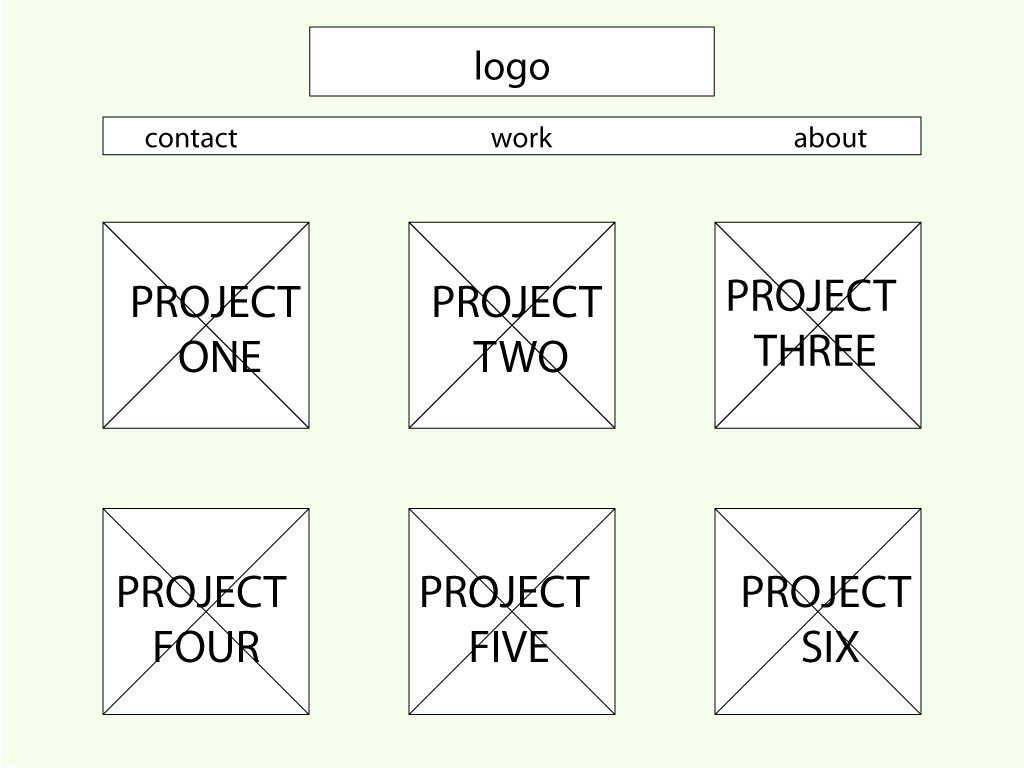 logo
contact work about
PROJECT ONE
PROJECT TWO
PROJECT THREE
PROJECT FOUR
PROJECT FIVE
PROJECT SIX